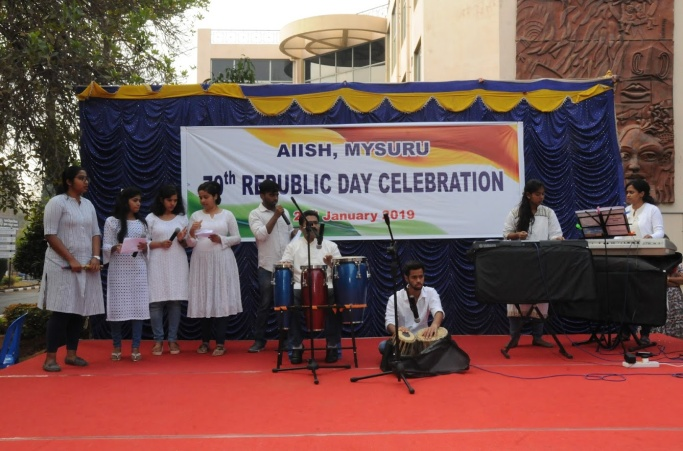 AIISH, MYSURU
70th REPUBLIC DAY CELEBRATION
January 2019